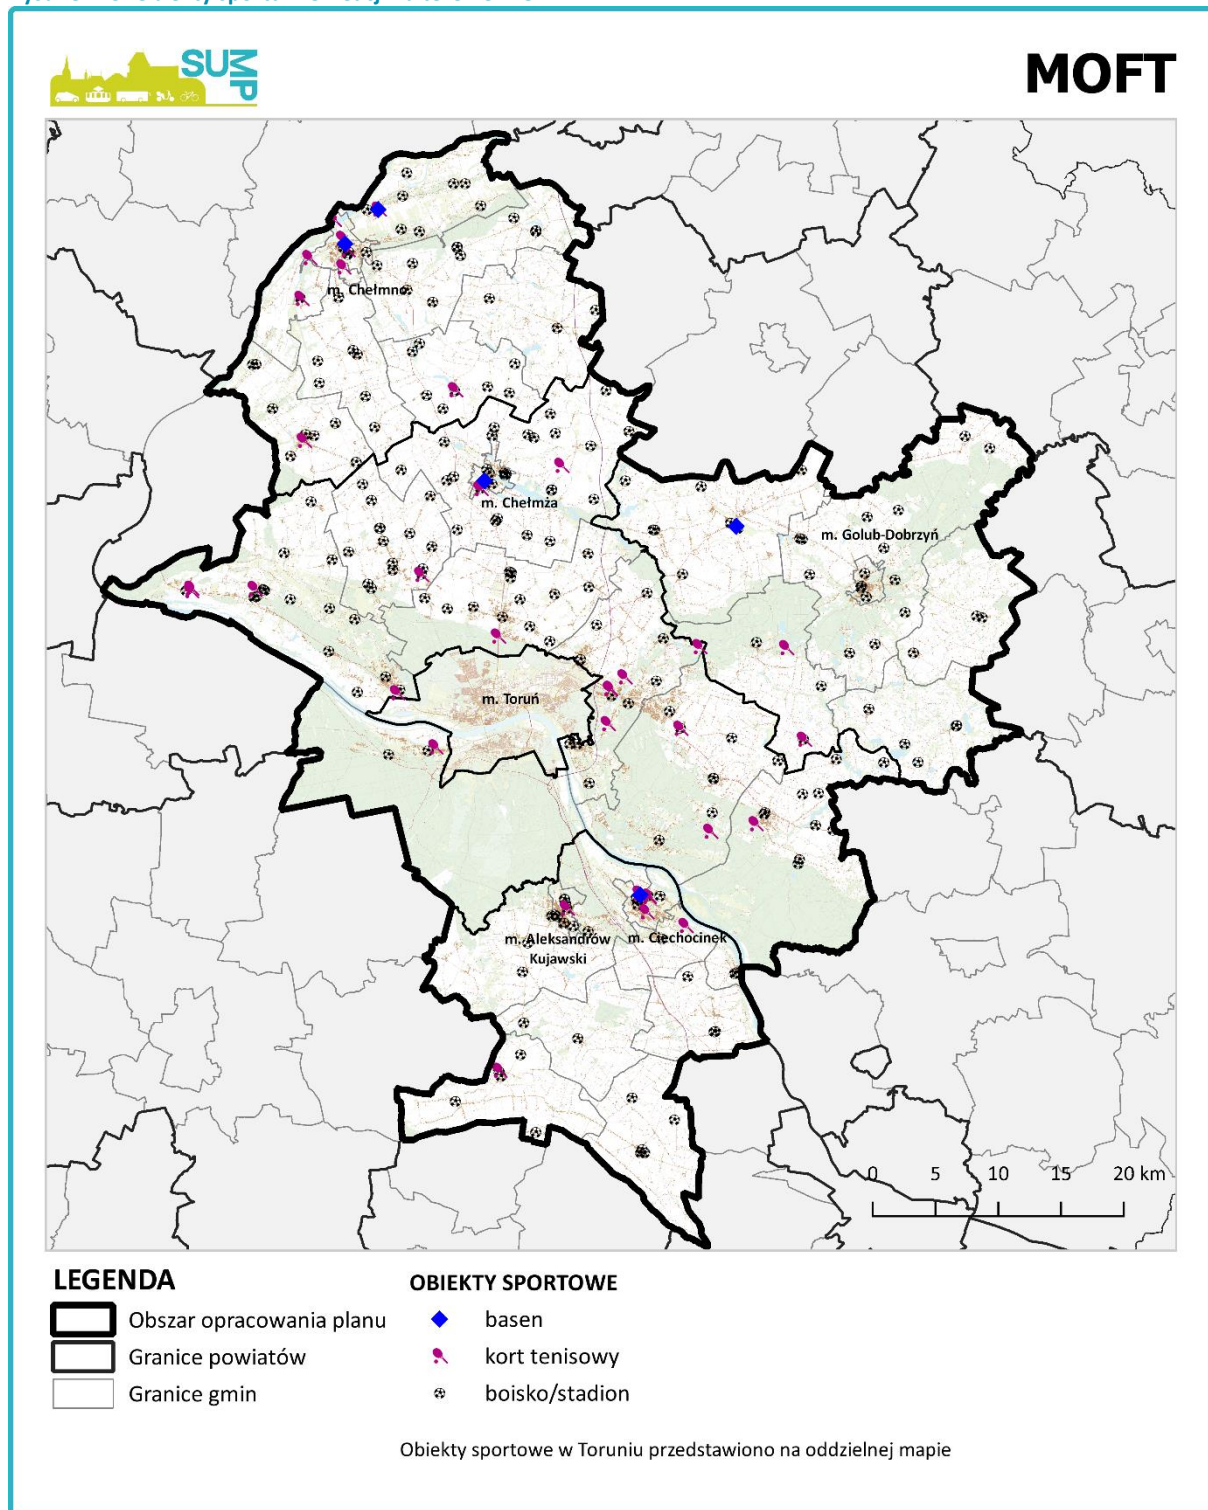 SUMP
MOFT
m. Chełmno
m. Chełmża
m. Golub-Dobrzyń
m. Toruń
m. Aleksandrów
Kujawski
m. Ciechocinek
0 5 10 15 20 km
LEGENDA
Obszar opracowania planu
Granice powiatów
Granice gmin
OBIEKTY SPORTOWE
basen
kort tenisowy
boisko/stadion
Obiekty sportowe w Toruniu przedstawiono na oddzielnej mapie